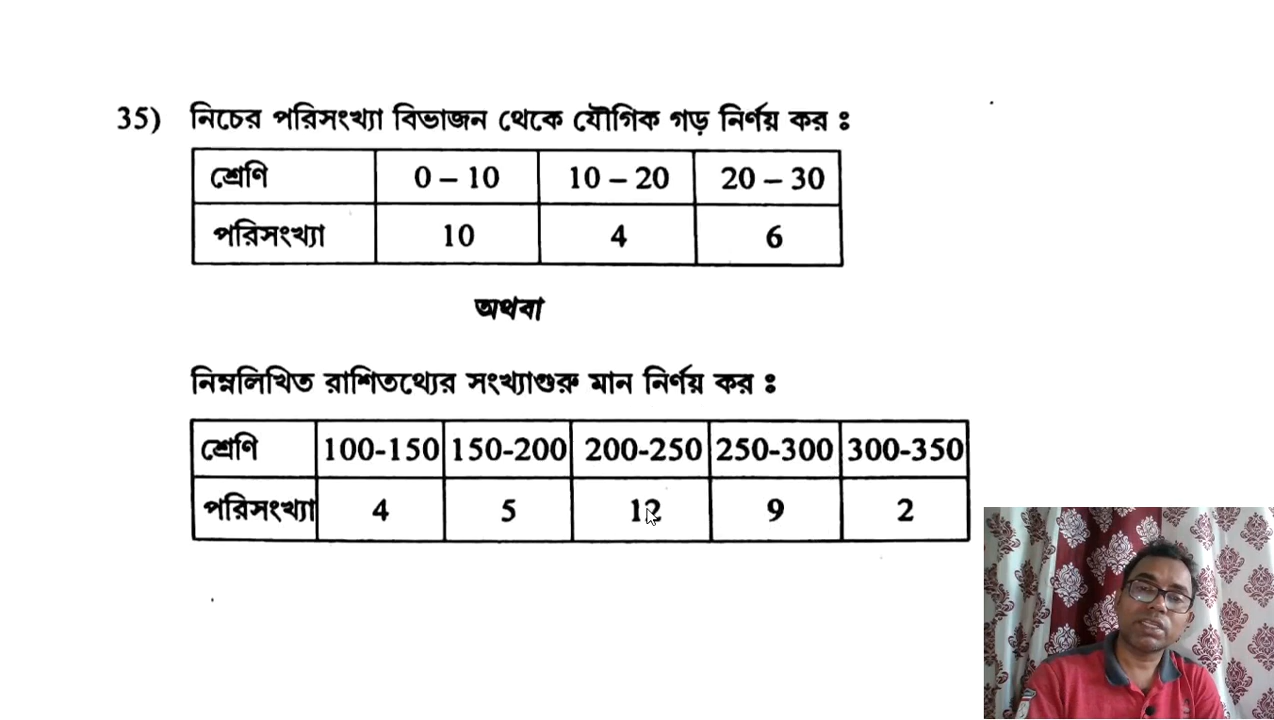 35) নিচের পরিসংখ্যা বিভাজন থেকে যৌগিক গড় নির্ণয় কর ঃ
শ্রেণি 0 – 10 10 – 20 20 – 30
পরিসংখ্যা 10 4 6
অথবা
নিম্নলিখিত রাশিতথ্যের সংখ্যাগুরু মান নির্ণয় কর ঃ
শ্রেণি 100-150 150-200 200-250 250-300 300-350
পরিসংখ্যা 4 5 12 9 2